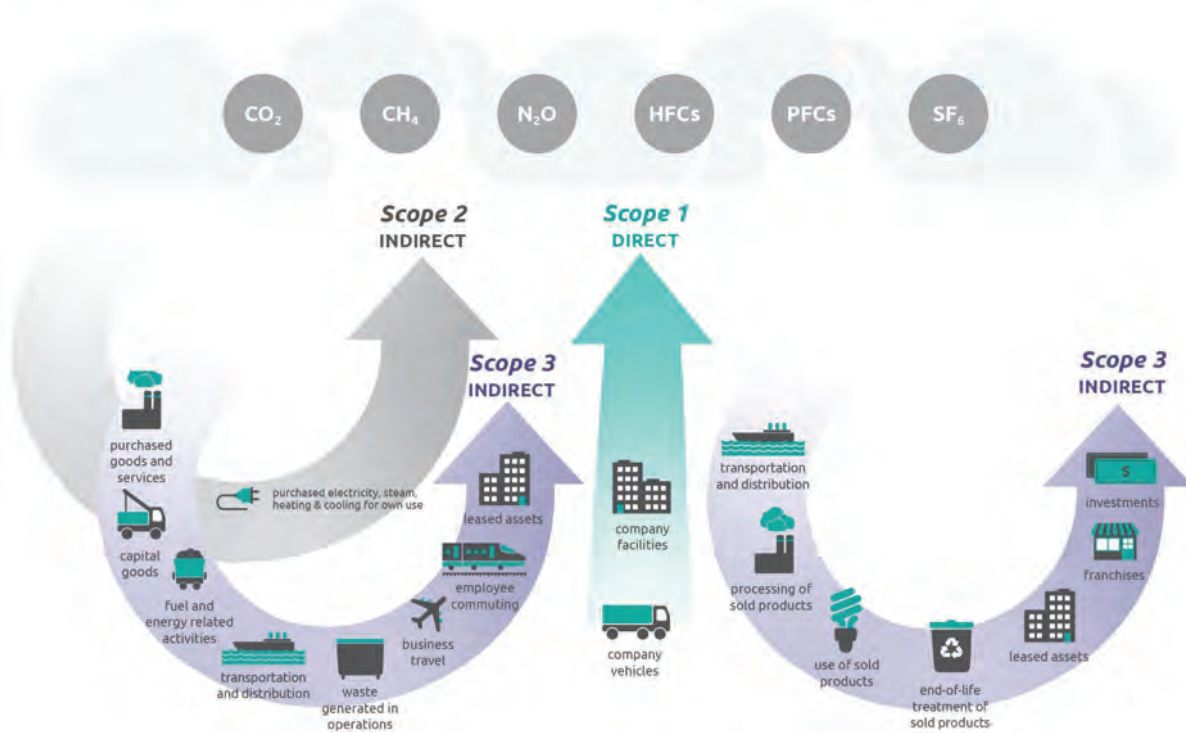 CO₂
CH₄
N₂O
HFCs
PFCs
SF₆
Scope 2
INDIRECT
Scope 1
DIRECT
Scope 3
INDIRECT
Scope 3
INDIRECT
purchased
goods and
services
capital
goods
fuel and
energy related
activities
transportation
and distribution
waste
generated in
operations
business
travel
employee
commuting
leased assets
purchased electricity, steam,
heating & cooling for own use
company
facilities
company
vehicles
transportation
and distribution
processing of
sold products
use of sold
products
end-of-life
treatment of
sold products
leased assets
franchises
investments
$